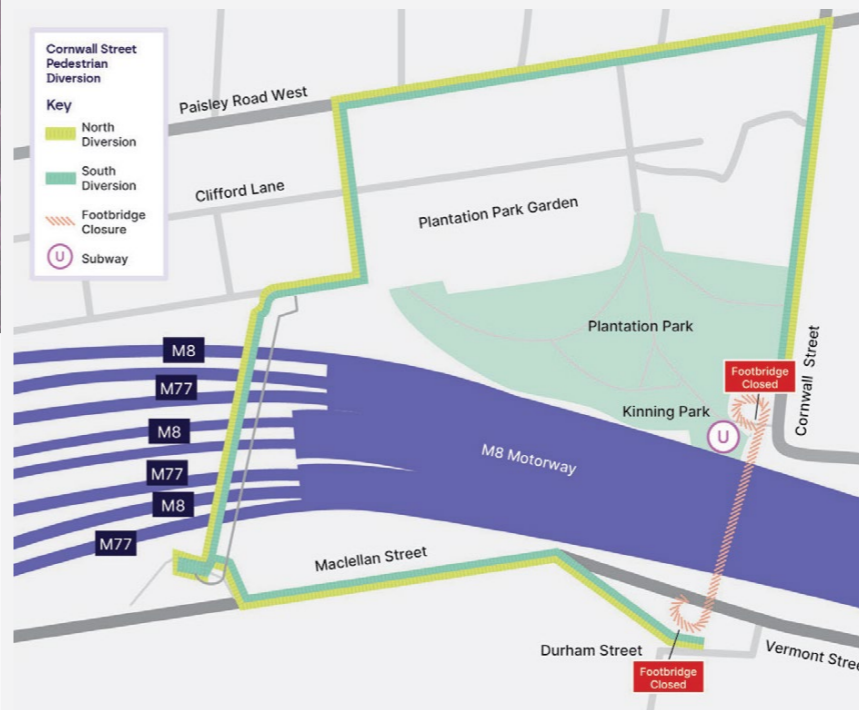 Cornwall Street
Pedestrian
Diversion
Key
North
Diversion
South
Diversion
Footbridge
Closure
U
Subway
Paisley Road West
Clifford Lane
Plantation Park Garden
Plantation Park
Cornwall Street
Footbridge
Closed
Kinning Park
U
M8
M77
M8
M77
M8
M77
M8 Motorway
Maclellan Street
Durham Street
Vermont Stree
Footbridge
Closed